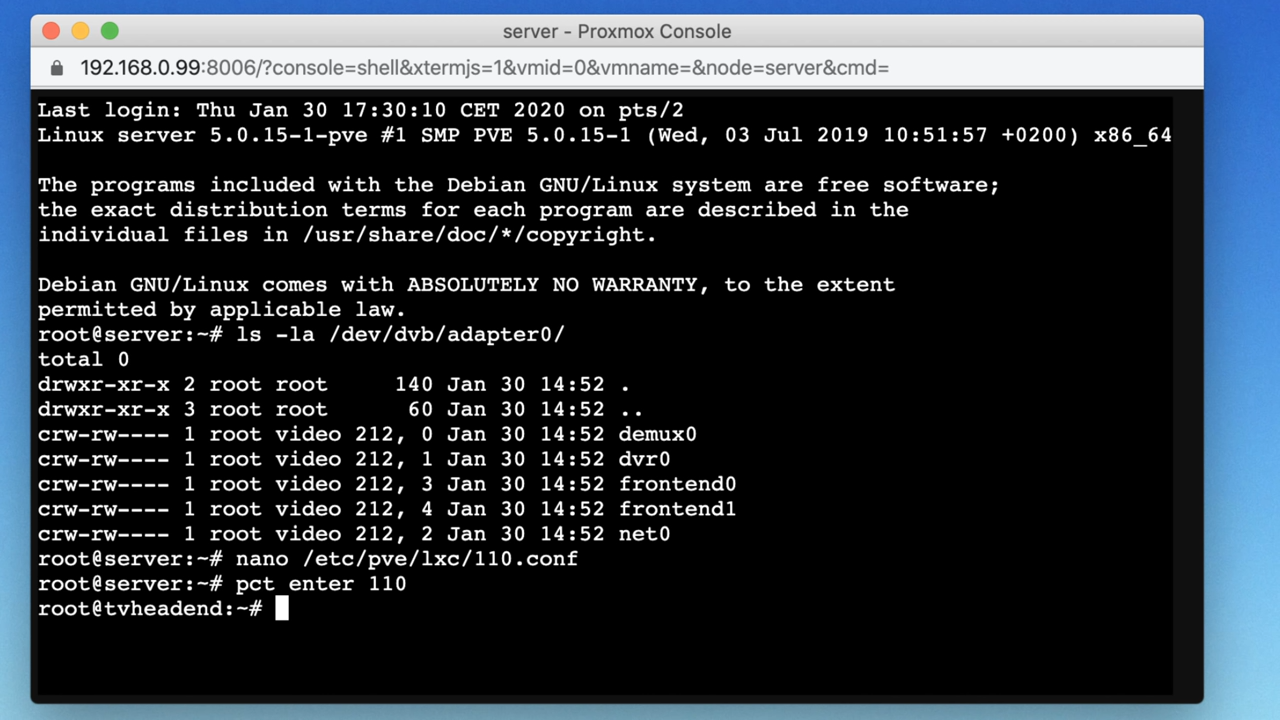 server - Proxmox Console
192.168.0.99:8006/?console=shell&xtermjs=1&vmid=0&vmname=&node=server&cmd=
Last login: Thu Jan 30 17:30:10 CET 2020 on pts/2
Linux server 5.0.15-1-pve #1 SMP PVE 5.0.15-1 (Wed, 03 Jul 2019 10:51:57 +0200) x86_64
The programs included with the Debian GNU/Linux system are free software;
the exact distribution terms for each program are described in the
individual files in /usr/share/doc/*/copyright.
Debian GNU/Linux comes with ABSOLUTELY NO WARRANTY, to the extent
permitted by applicable law.
root@server:~# ls -la /dev/dvb/adapter0/
total 0
drwxr-xr-x 2 root root     140 Jan 30 14:52 .
drwxr-xr-x 3 root root      60 Jan 30 14:52 ..
crw-rw---- 1 root video 212, 0 Jan 30 14:52 demux0
crw-rw---- 1 root video 212, 1 Jan 30 14:52 dvr0
crw-rw---- 1 root video 212, 3 Jan 30 14:52 frontend0
crw-rw---- 1 root video 212, 4 Jan 30 14:52 frontend1
crw-rw---- 1 root video 212, 2 Jan 30 14:52 net0
root@server:~# nano /etc/pve/lxc/110.conf
root@server:~# pct enter 110
root@tvheadend:~#